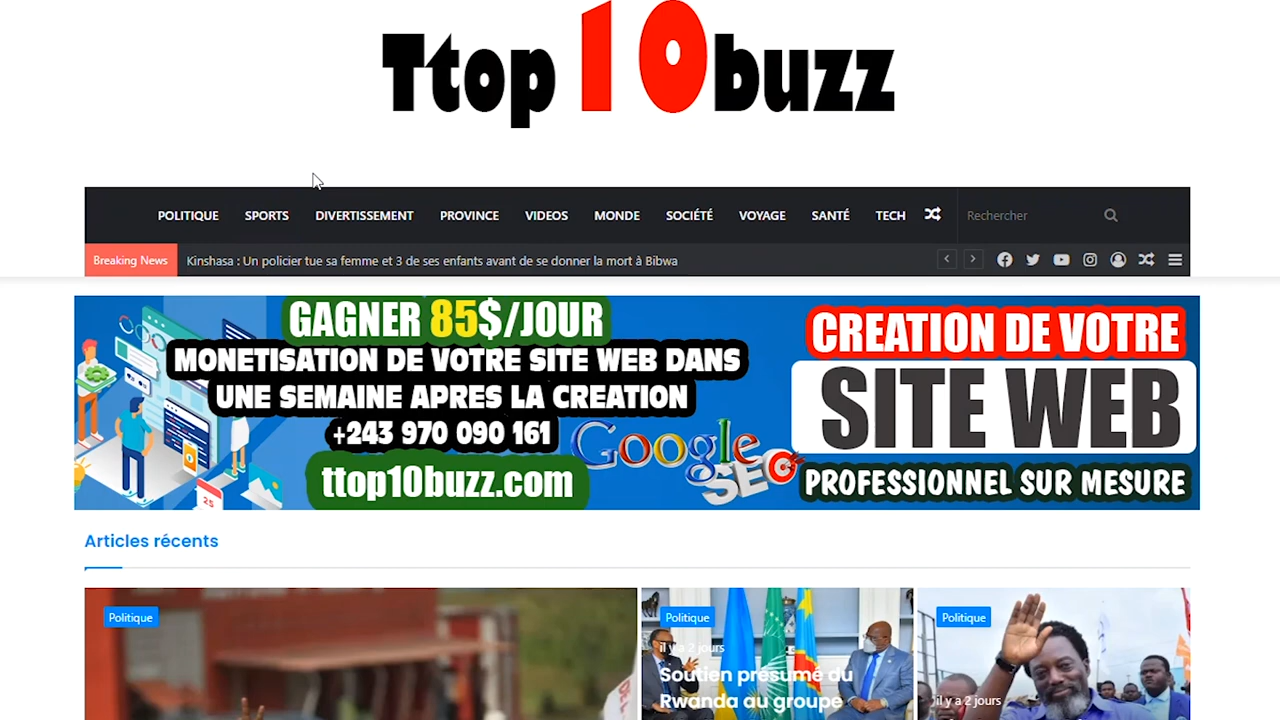 Ttop10buzz
POLITIQUE SPORTS DIVERTISSEMENT PROVINCE VIDEOS MONDE SOCIÉTÉ VOYAGE SANTÉ TECH Rechercher
Breaking News Kinshasa : Un policier tue sa femme et 3 de ses enfants avant de se donner la mort à Bibwa
GAGNER 85$/JOUR
MONETISATION DE VOTRE SITE WEB DANS
UNE SEMAINE APRES LA CREATION
+243 970 090 161
ttop10buzz.com
Google
SEO
25
CREATION DE VOTRE
SITE WEB
PROFESSIONNEL SUR MESURE
Articles récents
Politique
Politique
il y a 2 jours
Soutien présumé du
Rwanda au groupe
Politique
il y a 2 jours